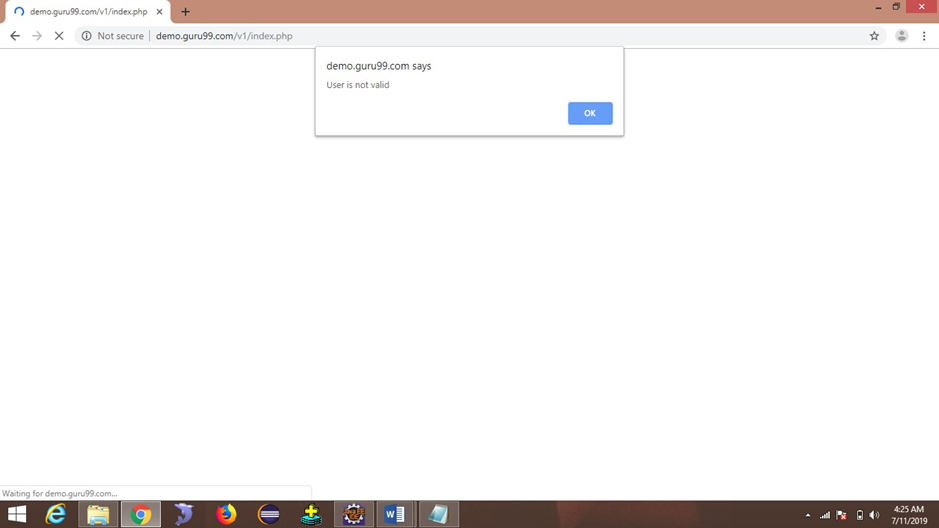 demo.guru99.com/v1/index.php
Not secure demo.guru99.com/v1/index.php
demo.guru99.com says
User is not valid
OK
Waiting for demo.guru99.com...
4:25 AM
7/11/2019